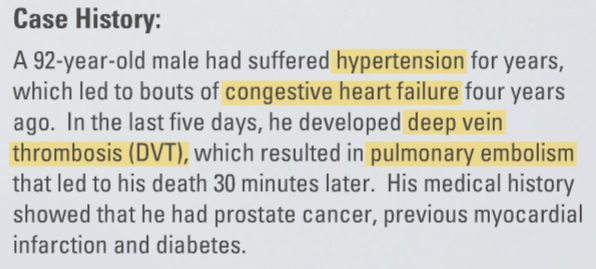 Case History:
A 92-year-old male had suffered hypertension for years,
which led to bouts of congestive heart failure four years
ago. In the last five days, he developed deep vein
thrombosis (DVT), which resulted in pulmonary embolism
that led to his death 30 minutes later. His medical history
showed that he had prostate cancer, previous myocardial
infarction and diabetes.